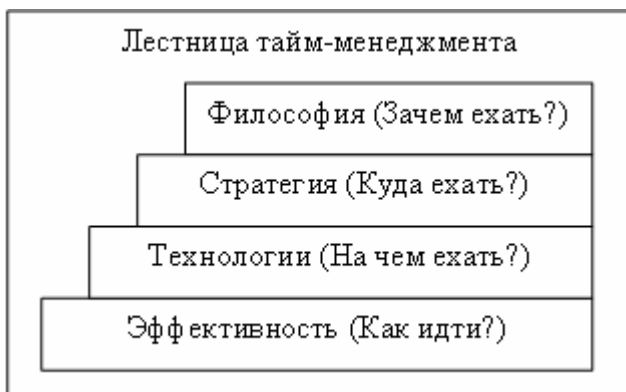 Лестница тайм-менеджмента
Философия (Зачем ехать?)
Стратегия (Куда ехать?)
Технологии (На чем ехать?)
Эффективность (Как идти?)